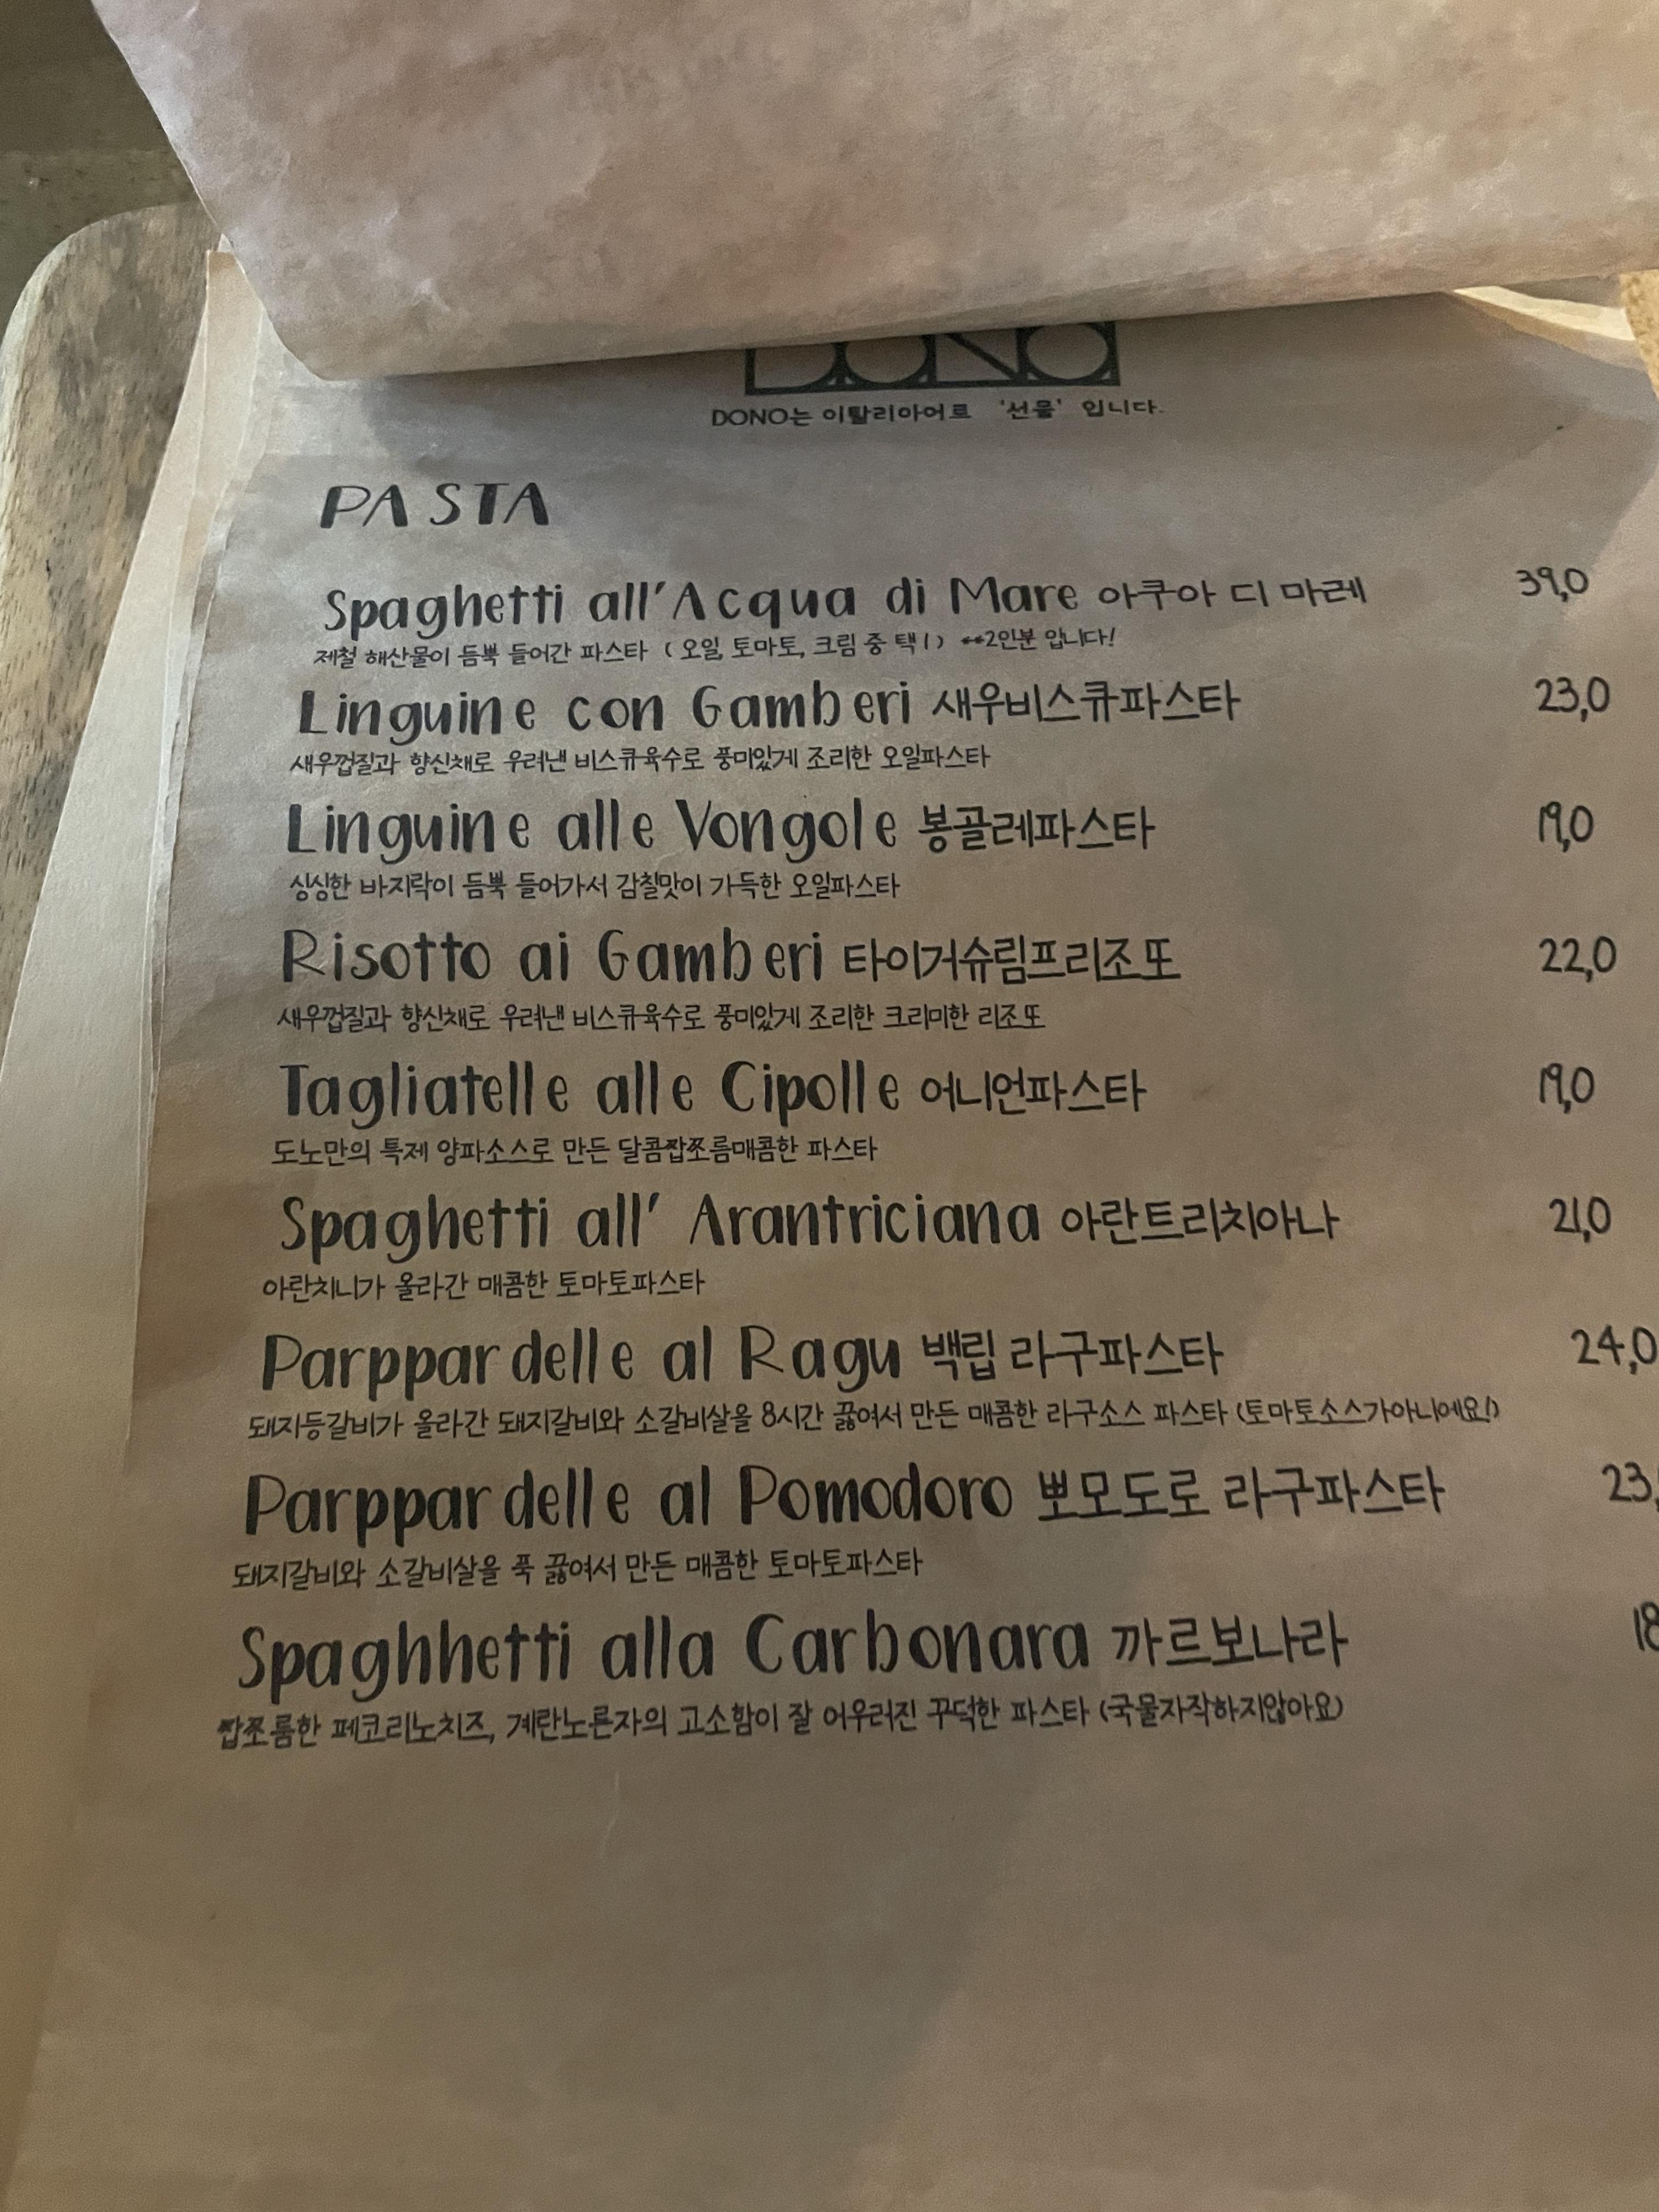 DONO
DONO는 이탈리아어로 '선물' 입니다.
PASTA
Spaghetti all'Acqua di Mare 아쿠아 디 마레 39,0
제철 해산물이 듬뿍 들어간 파스타 (오일, 토마토, 크림 중 택1) **2인분 입니다!
Linguine con Gamberi 새우비스큐파스타 23,0
새우껍질과 향신채로 우려낸 비스큐육수로 풍미있게 조리한 오일파스타
Linguine alle Vongole 봉골레파스타 19,0
싱싱한 바지락이 듬뿍 들어가서 감칠맛이 가득한 오일파스타
Risotto ai Gamberi 타이거슈림프리조또 22,0
새우껍질과 향신채로 우려낸 비스큐육수로 풍미있게 조리한 크리미한 리조또
Tagliatelle alle Cipolle 어니언파스타 19,0
도노만의 특제 양파소스로 만든 달콤짭쪼름매콤한 파스타
Spaghetti all' Arantriciana 아란트리치아나 21,0
아란치니가 올라간 매콤한 토마토파스타
Parppardelle al Ragu 백립 라구파스타 24,0
돼지등갈비가 올라간 돼지갈비와 소갈비살을 8시간 끓여서 만든 매콤한 라구소스 파스타 (토마토소스가아니에요!)
Parppardelle al Pomodoro 뽀모도로 라구파스타 23,
돼지갈비와 소갈비살을 푹 끓여서 만든 매콤한 토마토파스타
Spaghhetti alla Carbonara 까르보나라 18
짭쪼름한 페코리노치즈, 계란노른자의 고소함이 잘 어우러진 꾸덕한 파스타 (국물자작하지않아요)